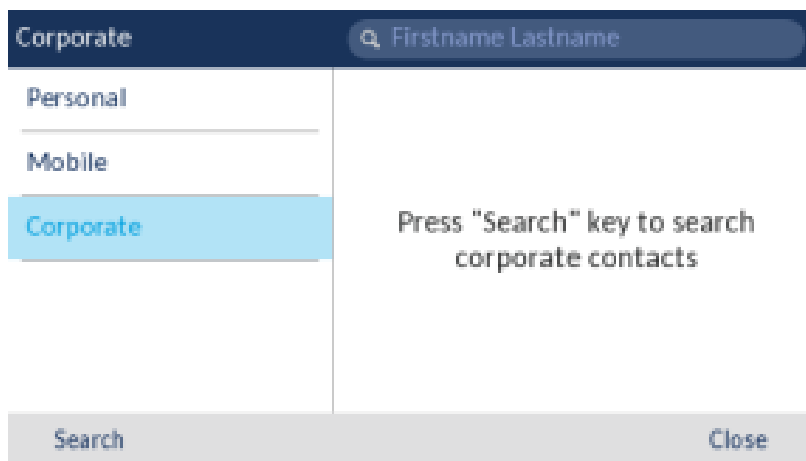 Corporate
Firstname Lastname
Personal
Mobile
Corporate
Press "Search" key to search
corporate contacts
Search
Close